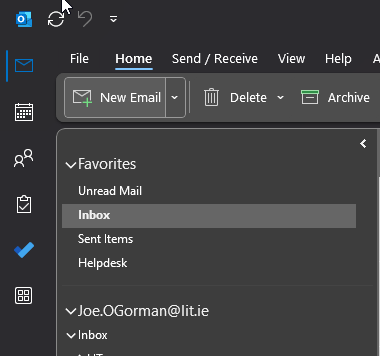 File Home Send / Receive View Help
New Email Delete Archive
Favorites
Unread Mail
Inbox
Sent Items
Helpdesk
Joe.OGorman@lit.ie
Inbox